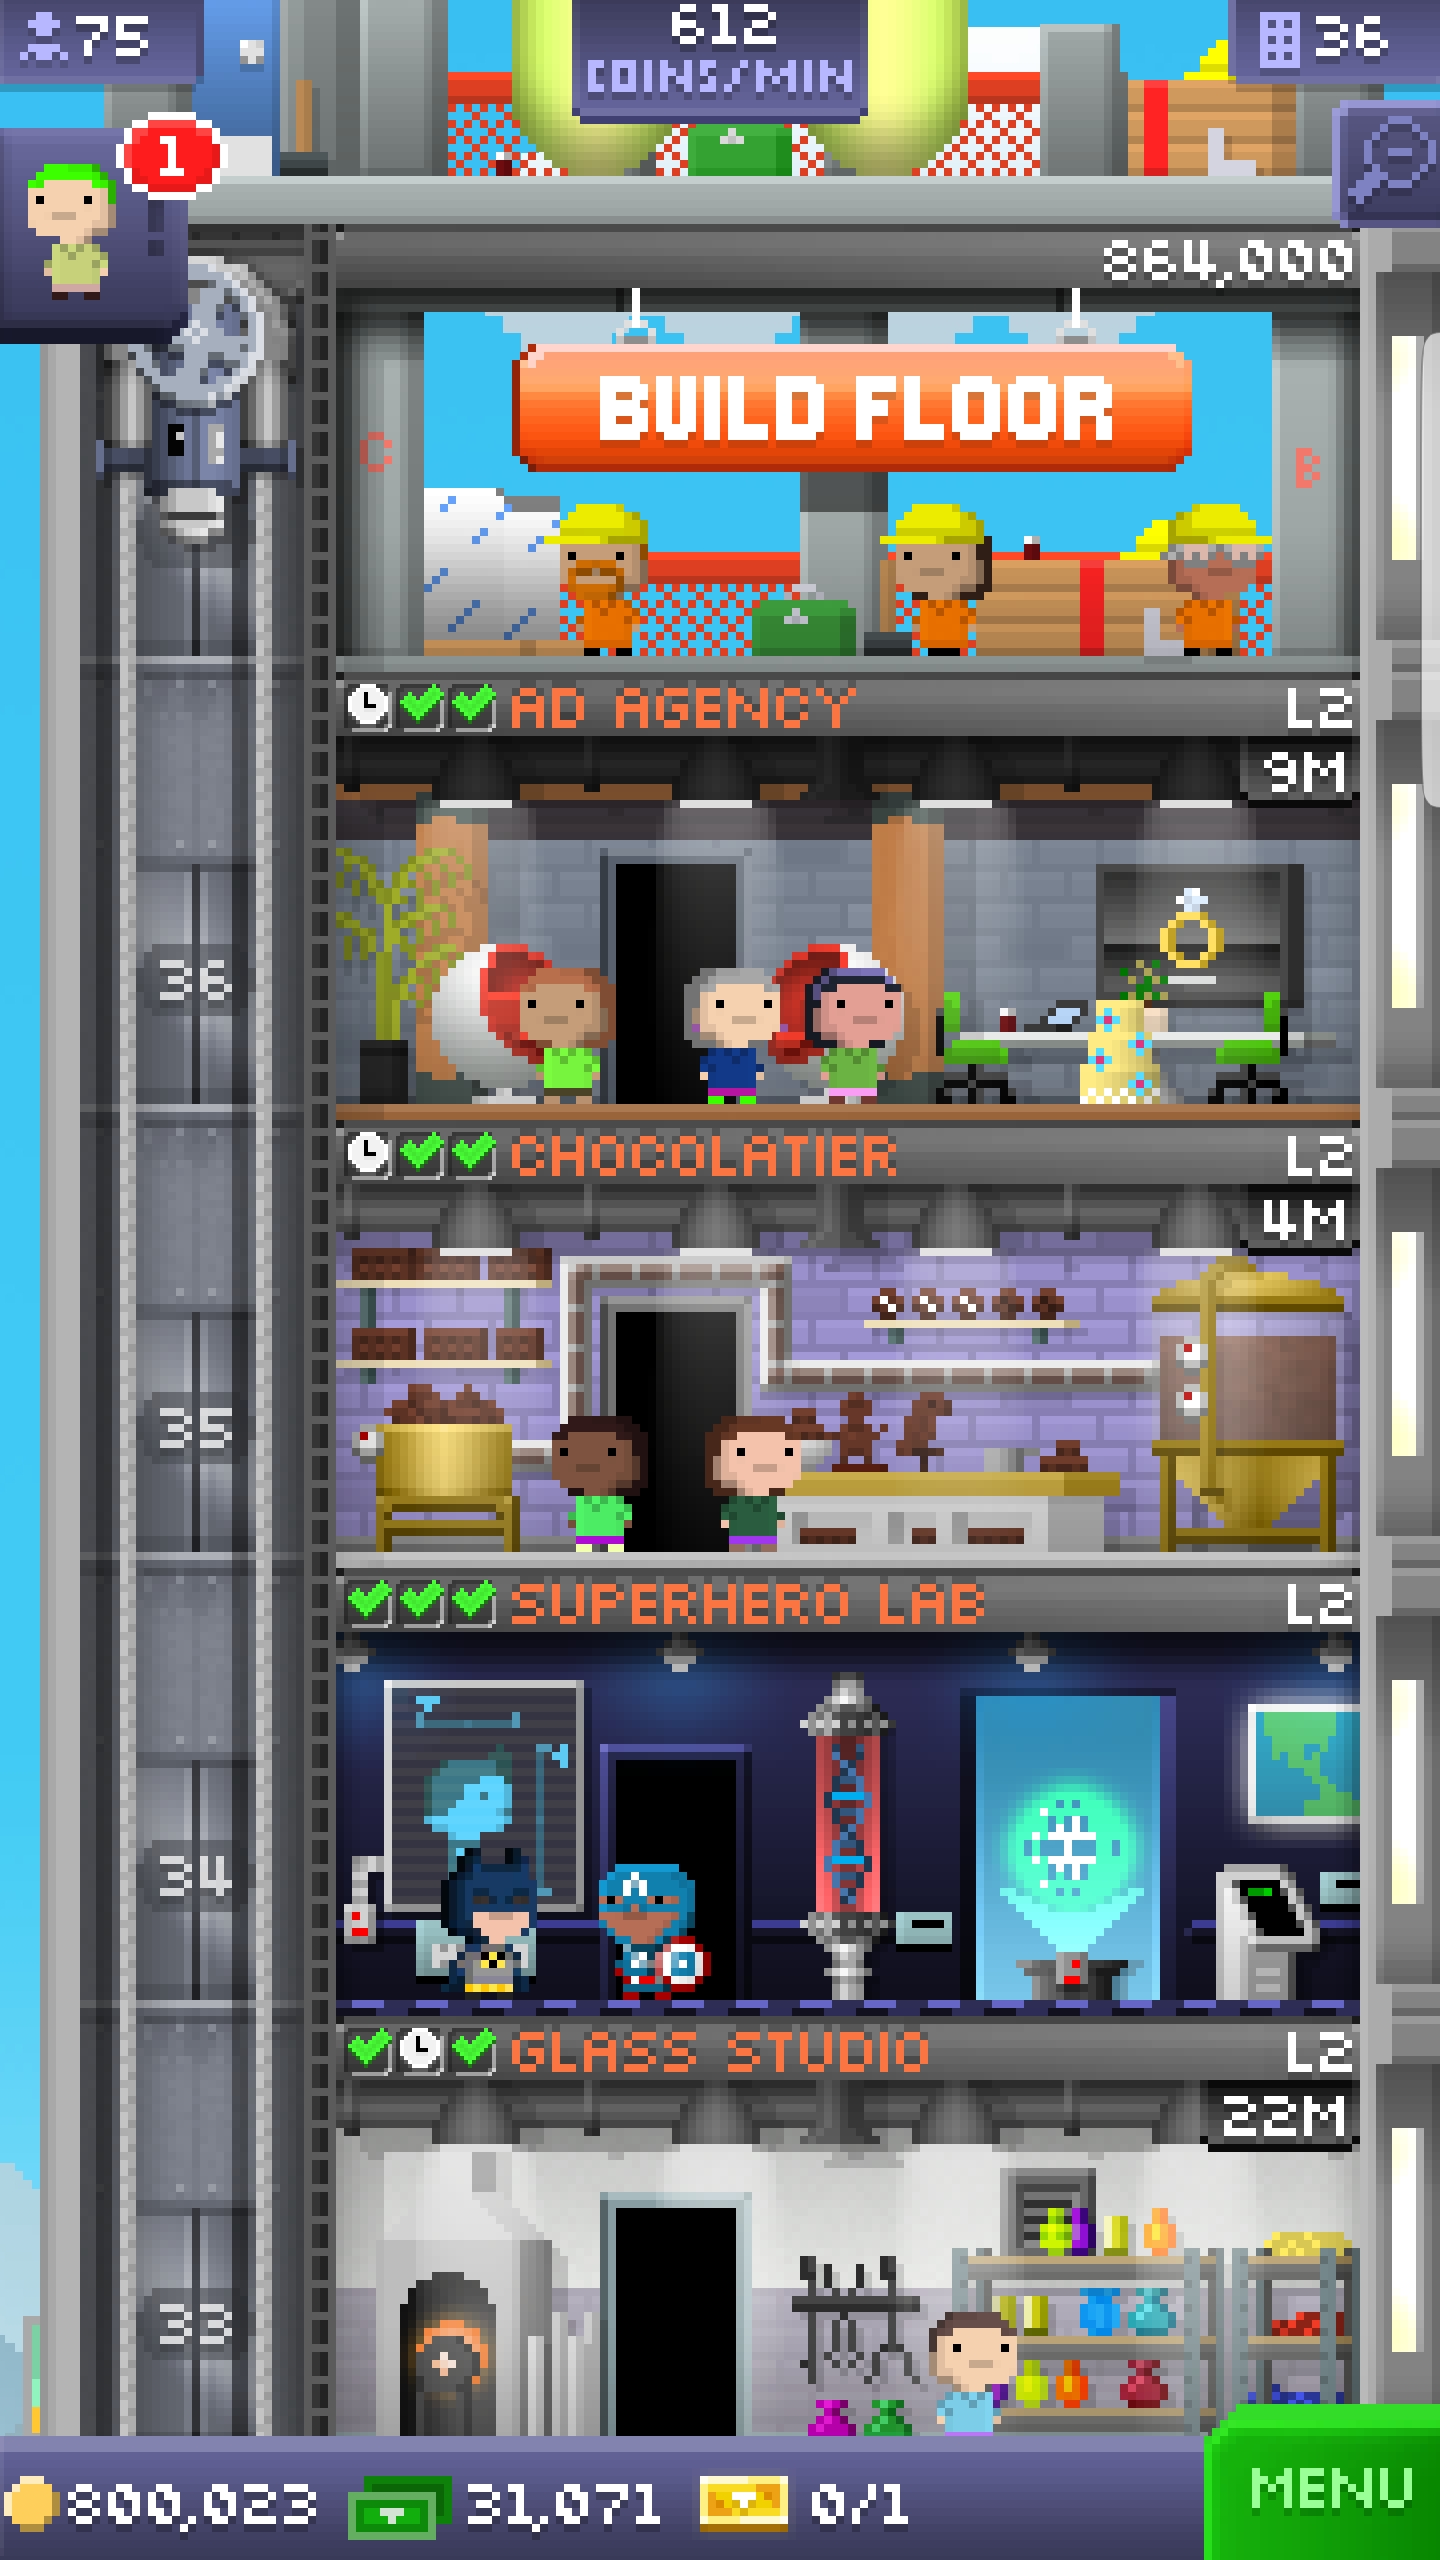 75
612
COINS/MIN
36
1
864,000
BUILD FLOOR
C
B
AD AGENCY
L2
9M
36
CHOCOLATIER
L2
4M
35
SUPERHERO LAB
L2
34
GLASS STUDIO
L2
22M
33
800,023
31,071
0/1
MENU